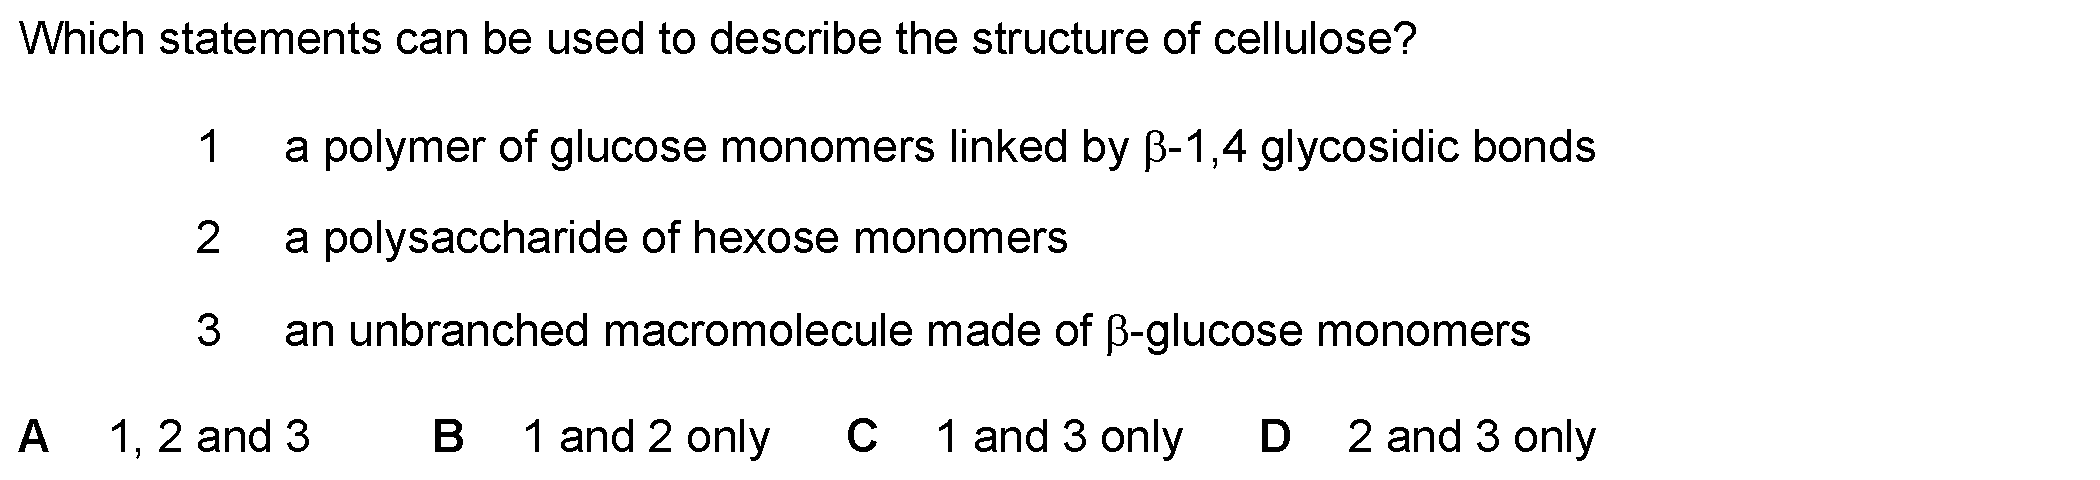 Which statements can be used to describe the structure of cellulose?
1 a polymer of glucose monomers linked by β-1,4 glycosidic bonds
2 a polysaccharide of hexose monomers
3 an unbranched macromolecule made of β-glucose monomers
A 1, 2 and 3 B 1 and 2 only C 1 and 3 only D 2 and 3 only